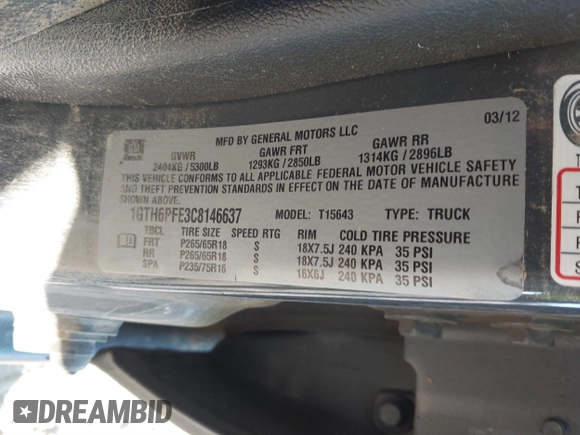 MFD BY GENERAL MOTORS LLC 03/12
GVWR GAWR FRT GAWR RR
2404KG / 5300LB 1293KG / 2850LB 1314KG / 2896LB
THIS VEHICLE CONFORMS TO ALL APPLICABLE FEDERAL MOTOR VEHICLE SAFETY
AND THEFT PREVENTION STANDARDS IN EFFECT ON THE DATE OF MANUFACTURE
SHOWN ABOVE.
1GTH6PFE3C8146637 MODEL: T15643 TYPE: TRUCK
TBCL TIRE SIZE SPEED RTG RIM COLD TIRE PRESSURE
FRT P265/65R18 S 18X7.5J 240 KPA 35 PSI
RR P265/65R18 S 18X7.5J 240 KPA 35 PSI
SPA P235/75R16 S 16X6J 240 KPA 35 PSI
DREAMBID